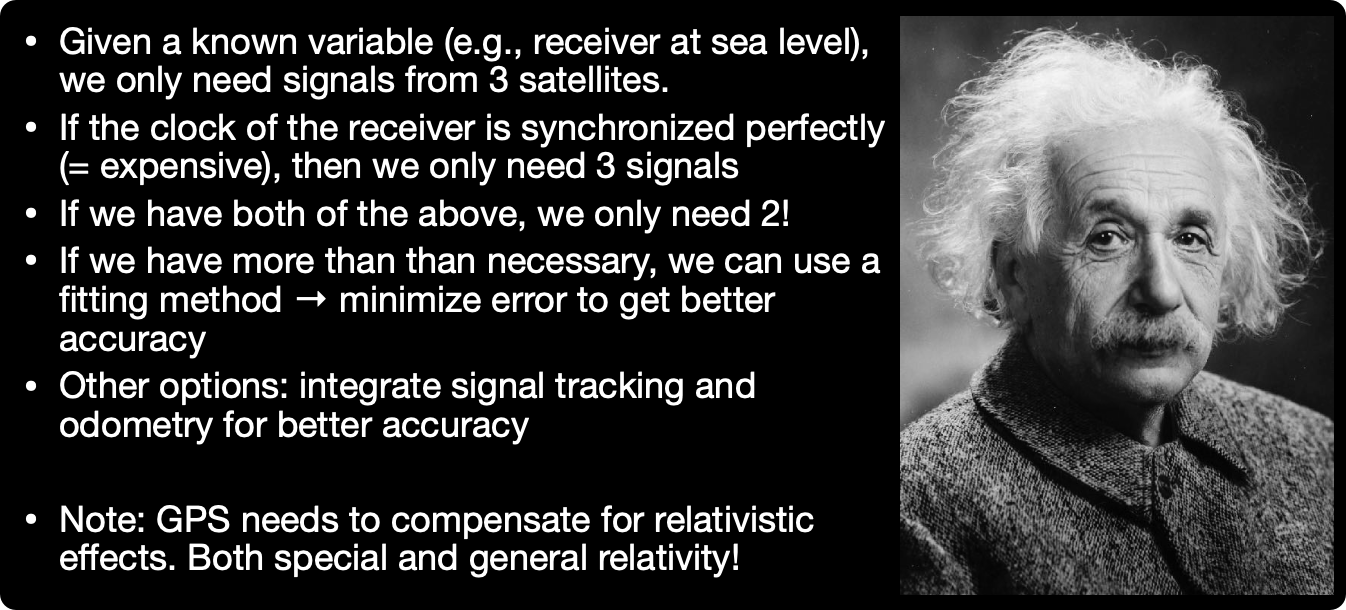 • Given a known variable (e.g., receiver at sea level),
we only need signals from 3 satellites.
• If the clock of the receiver is synchronized perfectly
(= expensive), then we only need 3 signals
• If we have both of the above, we only need 2!
• If we have more than than necessary, we can use a
fitting method → minimize error to get better
accuracy
• Other options: integrate signal tracking and
odometry for better accuracy
• Note: GPS needs to compensate for relativistic
effects. Both special and general relativity!